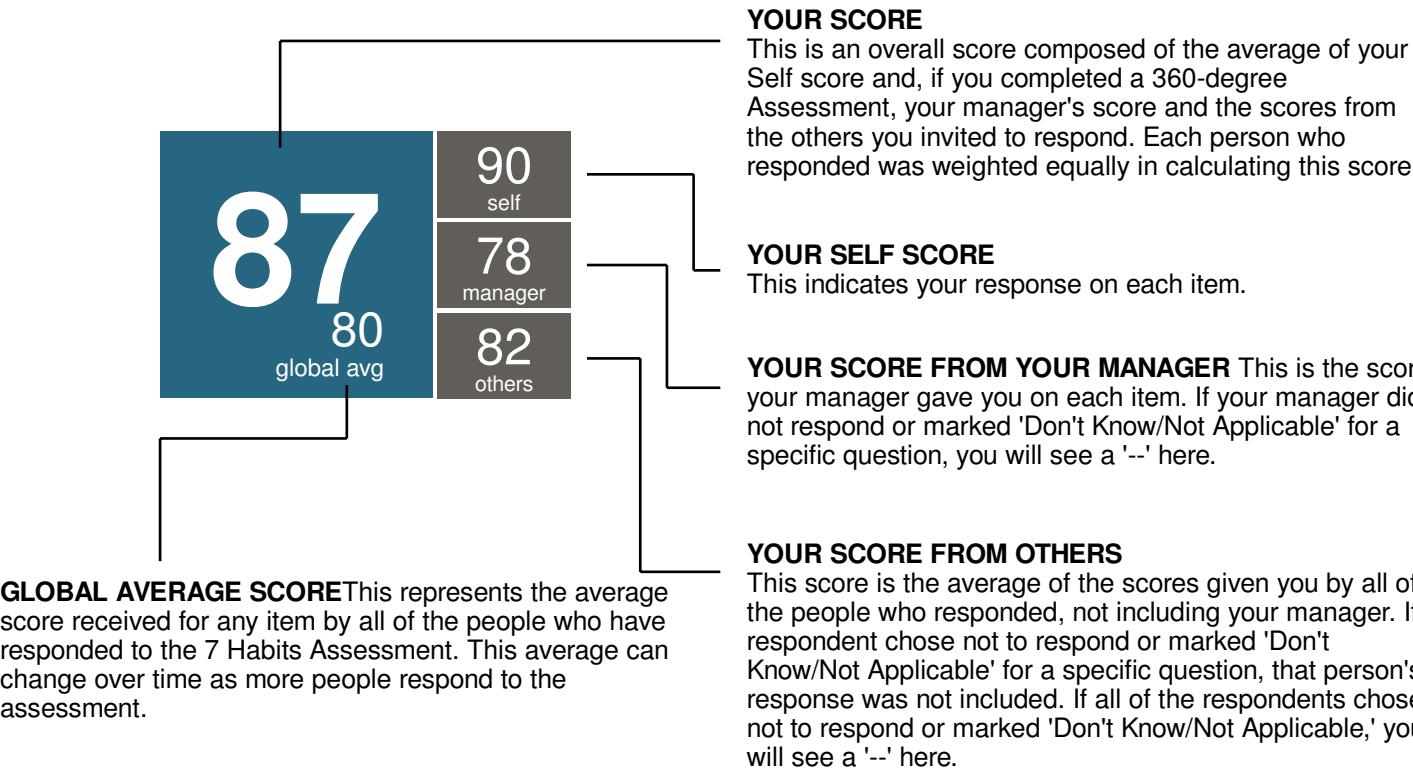 YOUR SCORE
This is an overall score composed of the average of your
Self score and, if you completed a 360-degree
Assessment, your manager's score and the scores from
the others you invited to respond. Each person who
responded was weighted equally in calculating this score
87
80
global avg
90
self
78
manager
82
others
YOUR SELF SCORE
This indicates your response on each item.
YOUR SCORE FROM YOUR MANAGER This is the scor
your manager gave you on each item. If your manager did
not respond or marked 'Don't Know/Not Applicable' for a
specific question, you will see a '--' here.
YOUR SCORE FROM OTHERS
This score is the average of the scores given you by all of
the people who responded, not including your manager. I
respondent chose not to respond or marked 'Don't
Know/Not Applicable' for a specific question, that person's
response was not included. If all of the respondents chose
not to respond or marked 'Don't Know/Not Applicable,' you
will see a '--' here.
GLOBAL AVERAGE SCOREThis represents the average
score received for any item by all of the people who have
responded to the 7 Habits Assessment. This average can
change over time as more people respond to the
assessment.